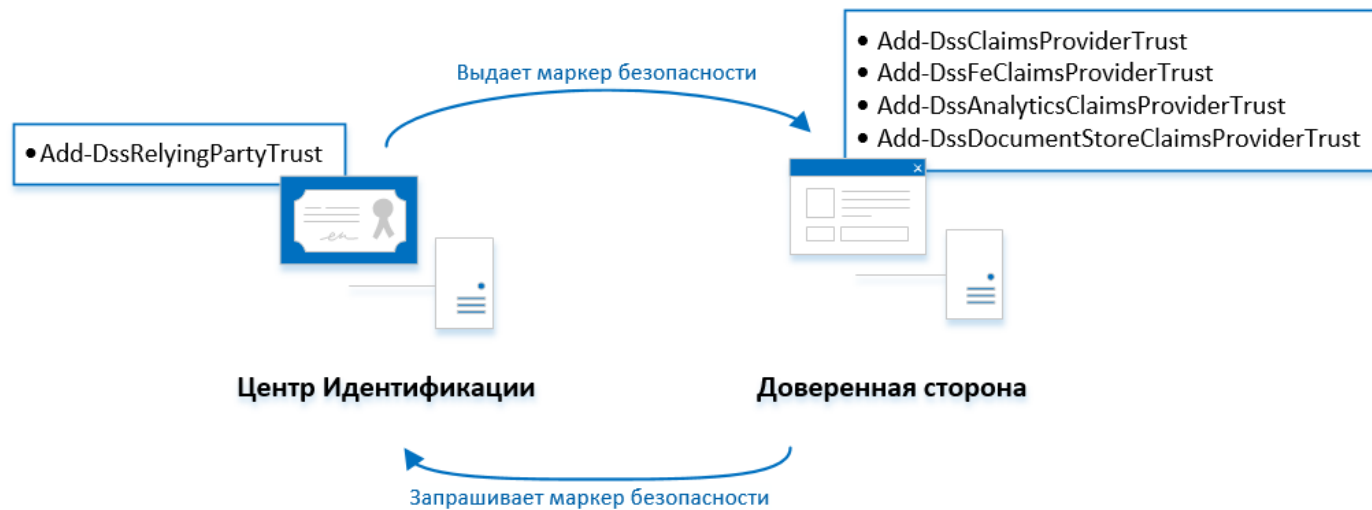 Выдает маркер безопасности
• Add-DssClaimsProviderTrust
• Add-DssFeClaimsProviderTrust
• Add-DssAnalyticsClaimsProviderTrust
• Add-DssDocumentStoreClaimsProviderTrust
• Add-DssRelyingPartyTrust
Центр Идентификации
Доверенная сторона
Запрашивает маркер безопасности